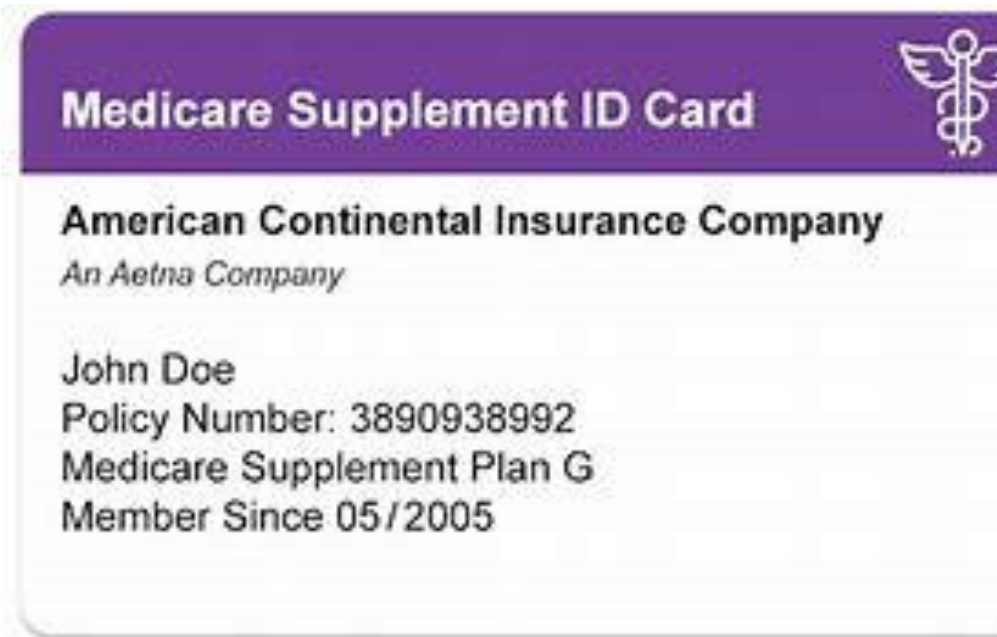 Medicare Supplement ID Card
American Continental Insurance Company
An Aetna Company
John Doe
Policy Number: 3890938992
Medicare Supplement Plan G
Member Since 05/2005